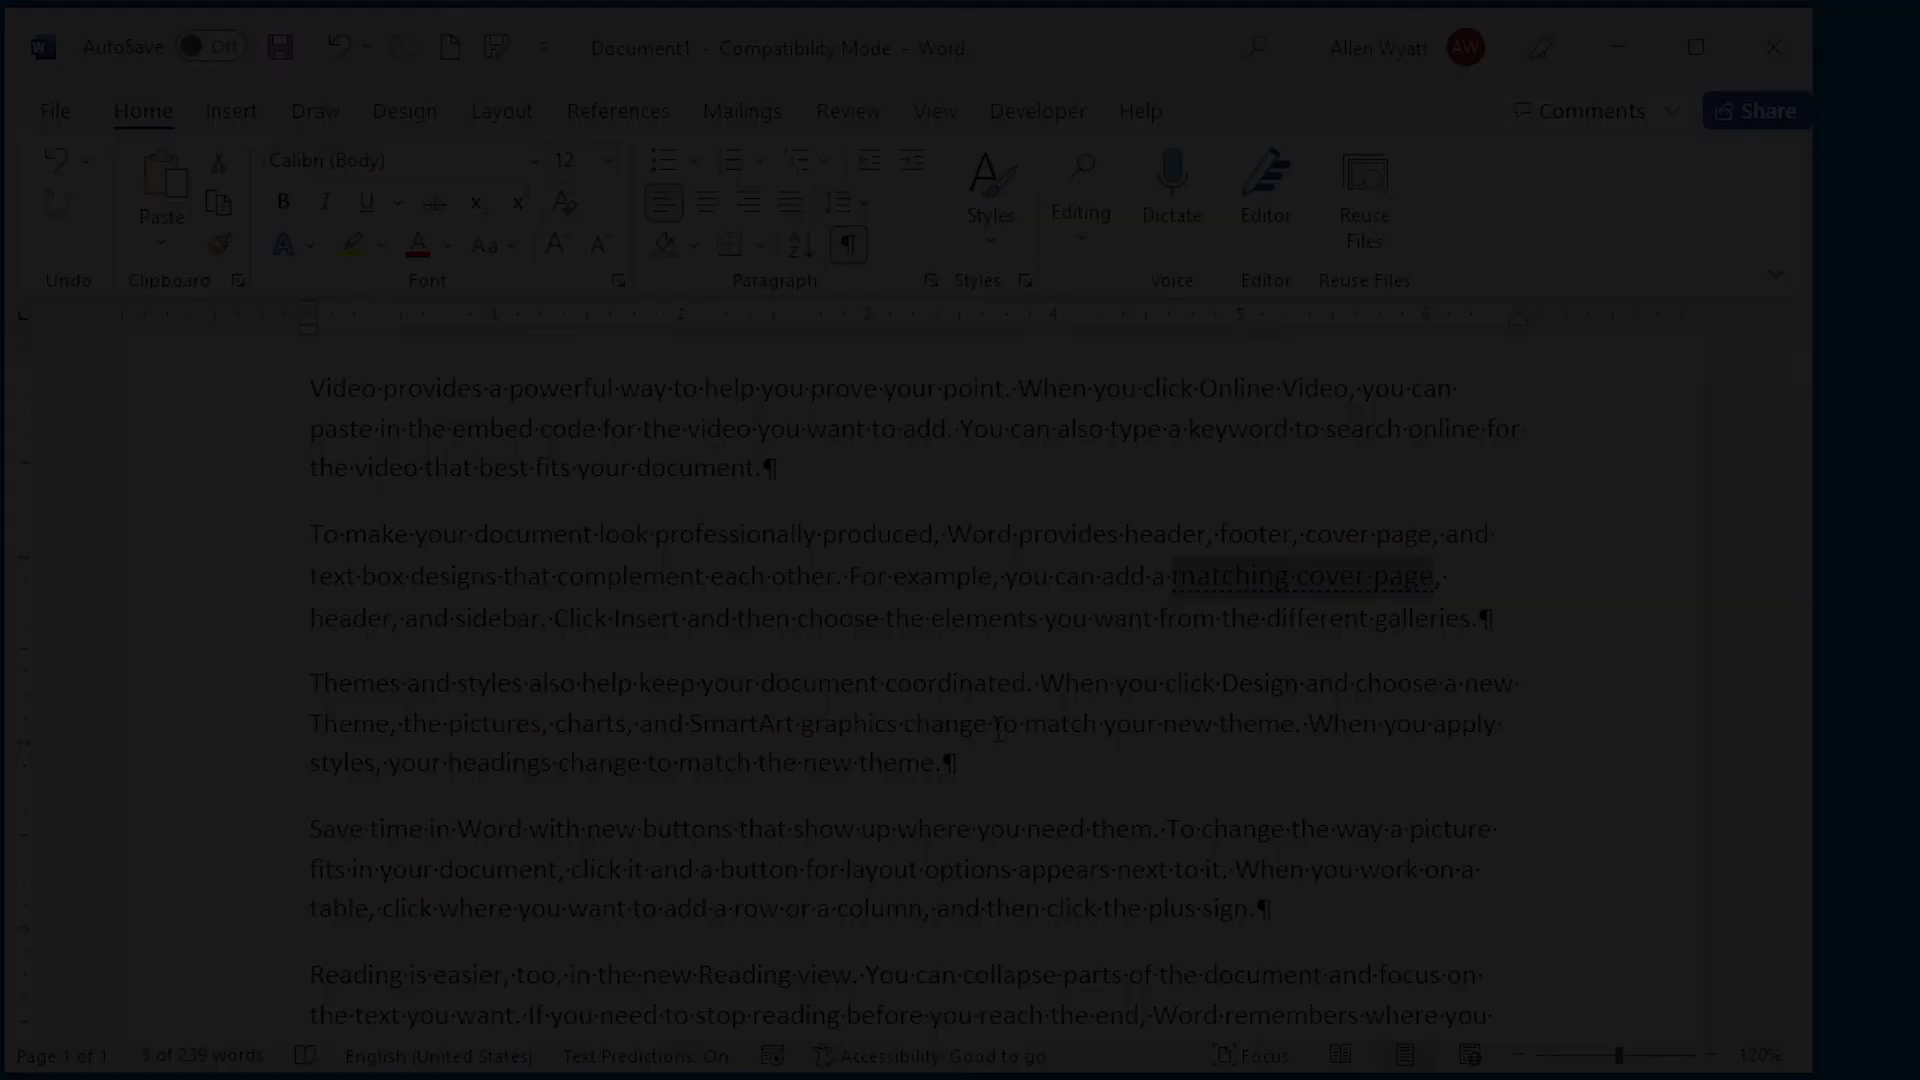 AutoSave Off Document1 - Compatibility Mode - Word Allen Wyatt AW
File Home Insert Draw Design Layout References Mailings Review View Developer Help Comments Share
Calibri (Body) 12
Paste Styles Editing Dictate Editor Reuse Files
Undo Clipboard Font Paragraph Styles Voice Editor Reuse Files
1 2 3 4 5 6
Video·provides·a·powerful·way·to·help·you·prove·your·point.·When·you·click·Online·Video,·you·can·
paste·in·the·embed·code·for·the·video·you·want·to·add.·You·can·also·type·a·keyword·to·search·online·for·
the·video·that·best·fits·your·document.¶
To·make·your·document·look·professionally·produced,·Word·provides·header,·footer,·cover·page,·and·
text·box·designs·that·complement·each·other.·For·example,·you·can·add·a·matching·cover·page,·
header,·and·sidebar.·Click·Insert·and·then·choose·the·elements·you·want·from·the·different·galleries.¶
Themes·and·styles·also·help·keep·your·document·coordinated.·When·you·click·Design·and·choose·a·new·
Theme,·the·pictures,·charts,·and·SmartArt·graphics·change·to·match·your·new·theme.·When·you·apply·
styles,·your·headings·change·to·match·the·new·theme.¶
Save·time·in·Word·with·new·buttons·that·show·up·where·you·need·them.·To·change·the·way·a·picture·
fits·in·your·document,·click·it·and·a·button·for·layout·options·appears·next·to·it.·When·you·work·on·a·
table,·click·where·you·want·to·add·a·row·or·a·column,·and·then·click·the·plus·sign.¶
Reading·is·easier,·too,·in·the·new·Reading·view.·You·can·collapse·parts·of·the·document·and·focus·on·
the·text·you·want.·If·you·need·to·stop·reading·before·you·reach·the·end,·Word·remembers·where·you·
Page 1 of 1 3 of 239 words English (United States) Text Predictions: On Accessibility: Good to go Focus 120%